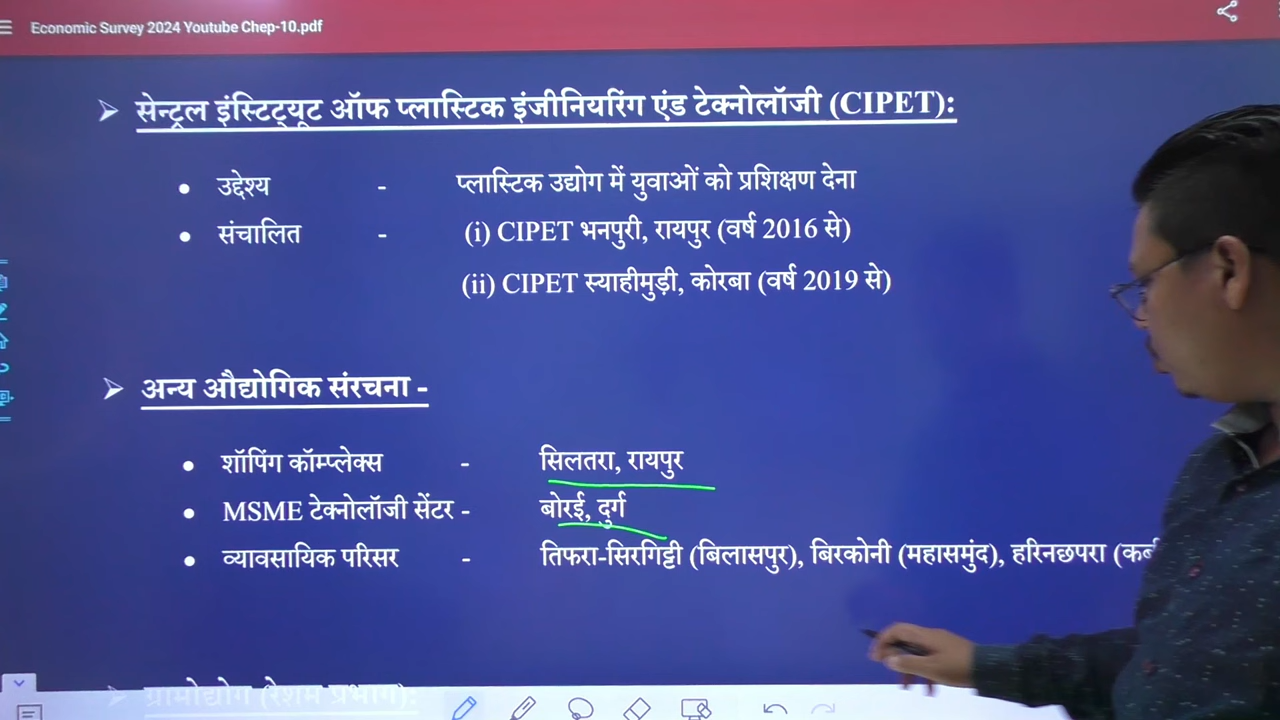 Economic Survey 2024 Youtube Chep-10.pdf
सेन्ट्रल इंस्टिट्यूट ऑफ प्लास्टिक इंजीनियरिंग एंड टेक्नोलॉजी (CIPET):
उद्देश्य - प्लास्टिक उद्योग में युवाओं को प्रशिक्षण देना
संचालित - (i) CIPET भनपुरी, रायपुर (वर्ष 2016 से)
(ii) CIPET स्याहीमुड़ी, कोरबा (वर्ष 2019 से)
अन्य औद्योगिक संरचना -
शॉपिंग कॉम्प्लेक्स - सिलतरा, रायपुर
MSME टेक्नोलॉजी सेंटर - बोरई, दुर्ग
व्यावसायिक परिसर - तिफरा-सिरगिट्टी (बिलासपुर), बिरकोनी (महासमुंद), हरिनछपरा
ग्रामोद्योग (रेशम प्रभाग):